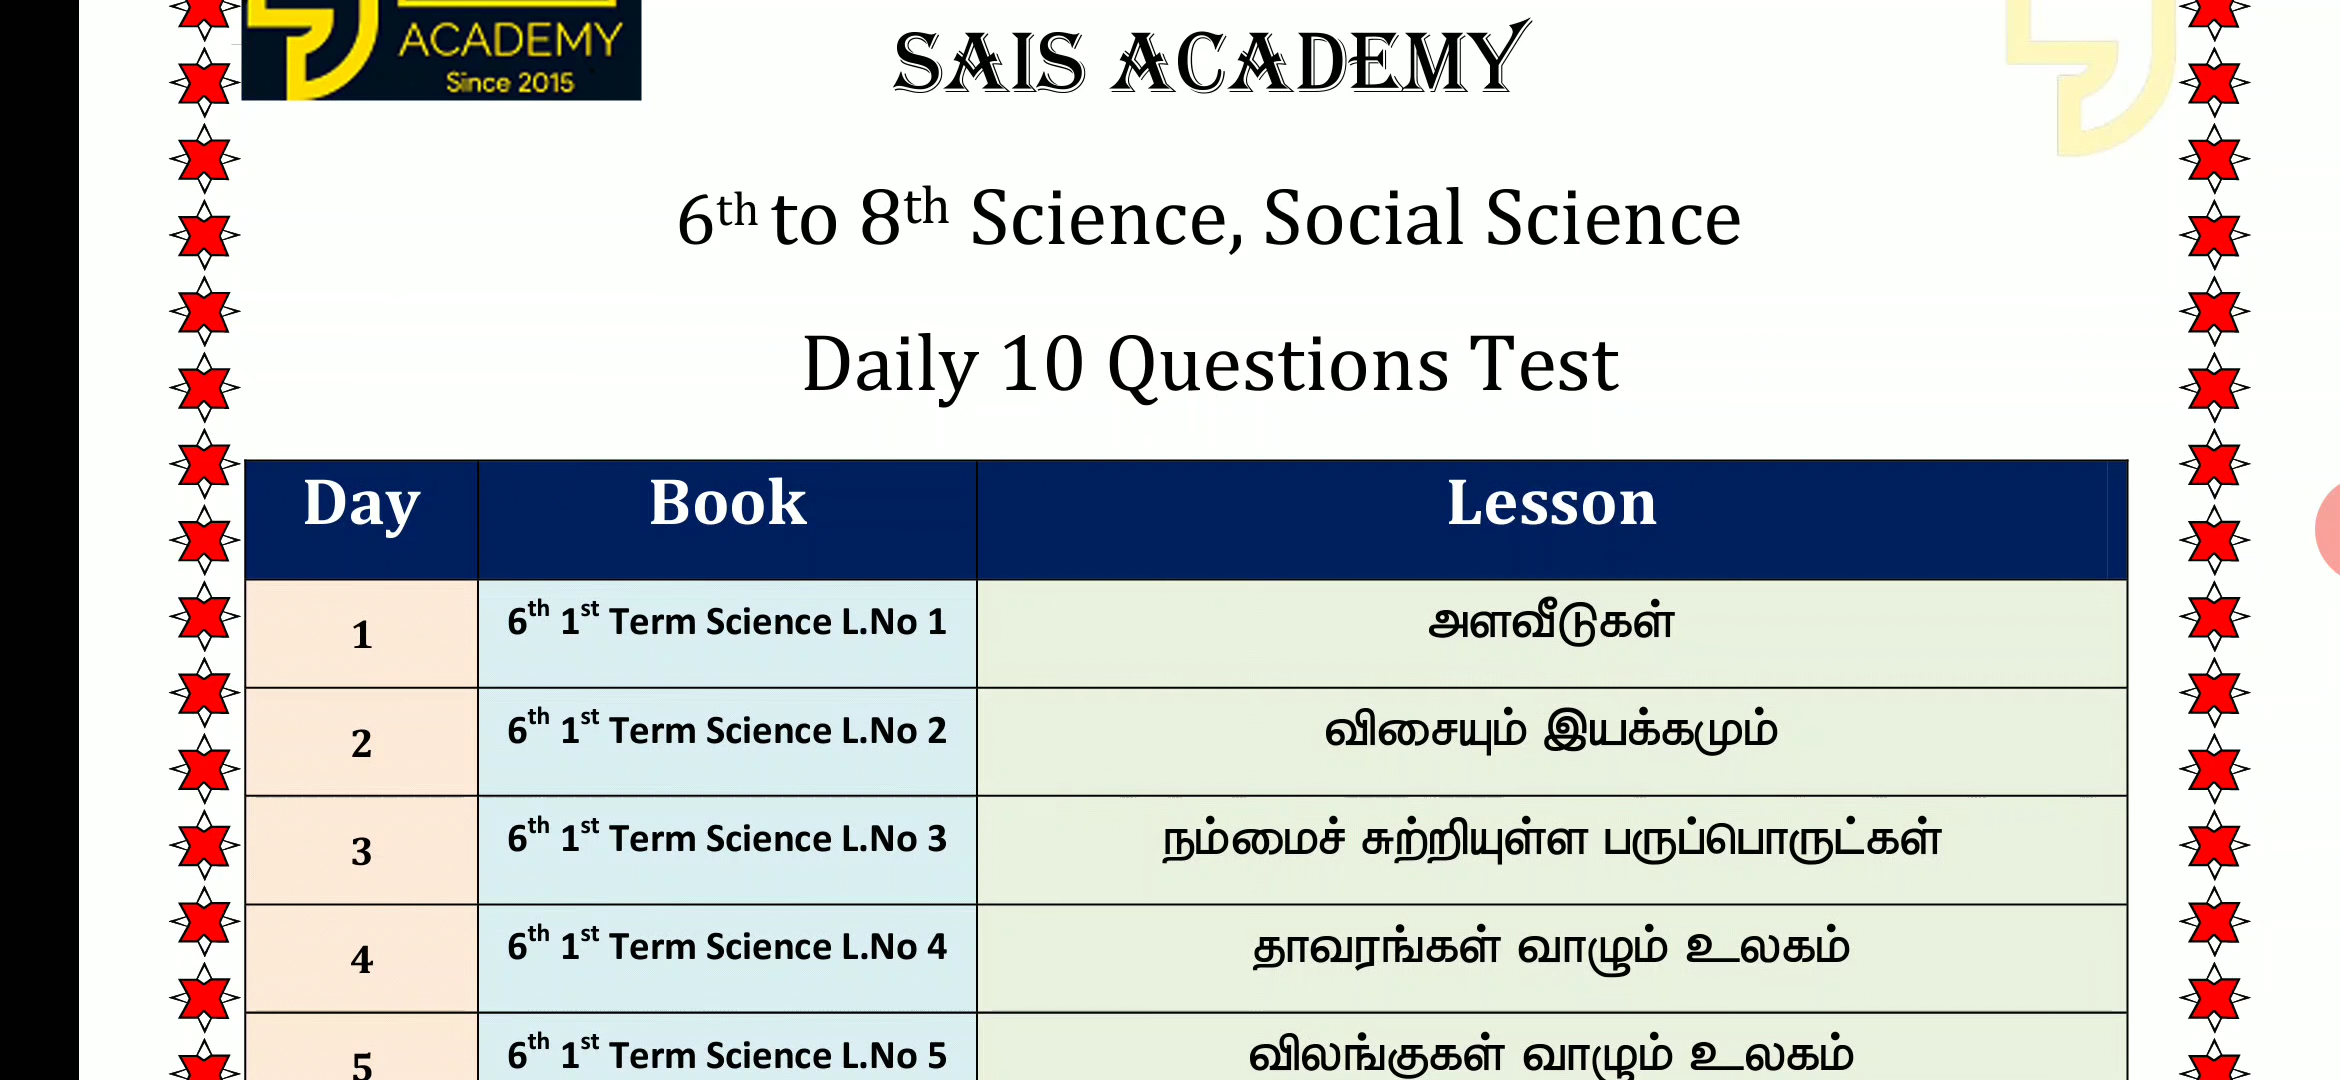 ACADEMY
Since 2015
SAIS ACADEMY
6th to 8th Science, Social Science
Daily 10 Questions Test
Day Book Lesson
1 6th 1st Term Science L.No 1 அளவீடுகள்
2 6th 1st Term Science L.No 2 விசையும் இயக்கமும்
3 6th 1st Term Science L.No 3 நம்மைச் சுற்றியுள்ள பருப்பொருட்கள்
4 6th 1st Term Science L.No 4 தாவரங்கள் வாழும் உலகம்
5 6th 1st Term Science L.No 5 விலங்குகள் வாழும் உலகம்